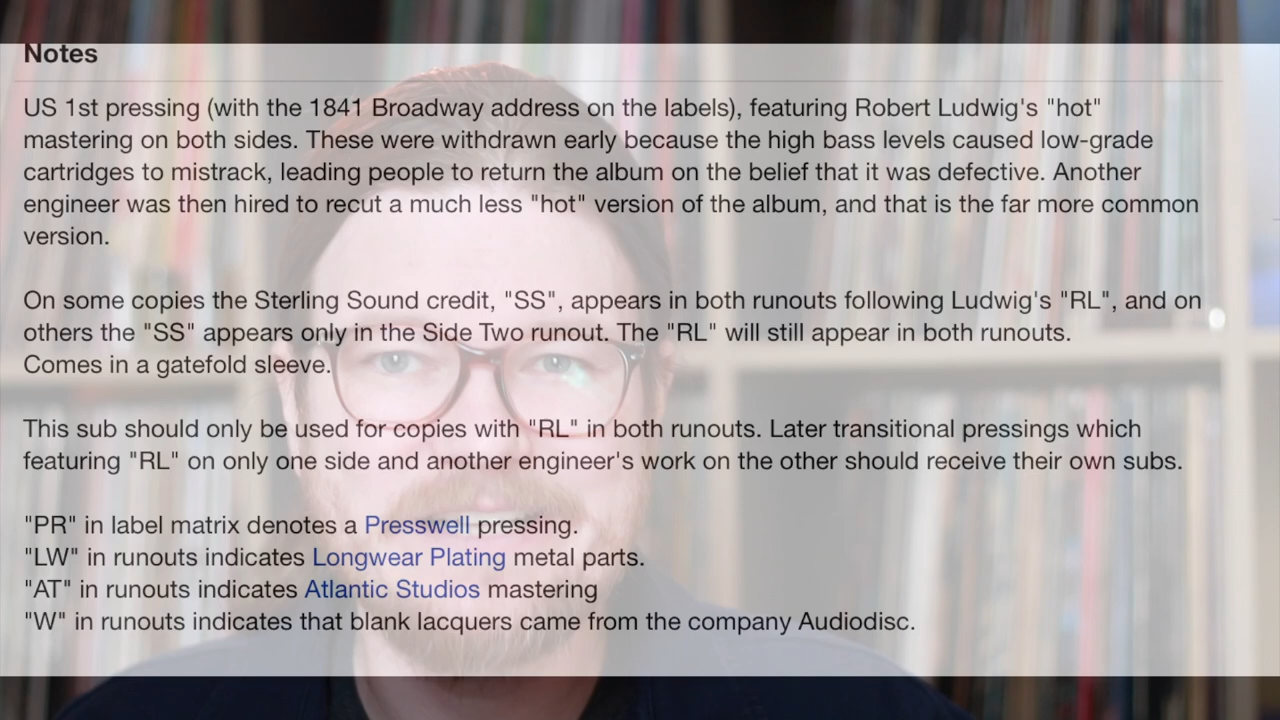 Notes
US 1st pressing (with the 1841 Broadway address on the labels), featuring Robert Ludwig's "hot"
mastering on both sides. These were withdrawn early because the high bass levels caused low-grade
cartridges to mistrack, leading people to return the album on the belief that it was defective. Another
engineer was then hired to recut a much less "hot" version of the album, and that is the far more common
version.
On some copies the Sterling Sound credit, "SS", appears in both runouts following Ludwig's "RL", and on
others the "SS" appears only in the Side Two runout. The "RL" will still appear in both runouts.
Comes in a gatefold sleeve.
This sub should only be used for copies with "RL" in both runouts. Later transitional pressings which
featuring "RL" on only one side and another engineer's work on the other should receive their own subs.
"PR" in label matrix denotes a Presswell pressing.
"LW" in runouts indicates Longwear Plating metal parts.
"AT" in runouts indicates Atlantic Studios mastering
"W" in runouts indicates that blank lacquers came from the company Audiodisc.